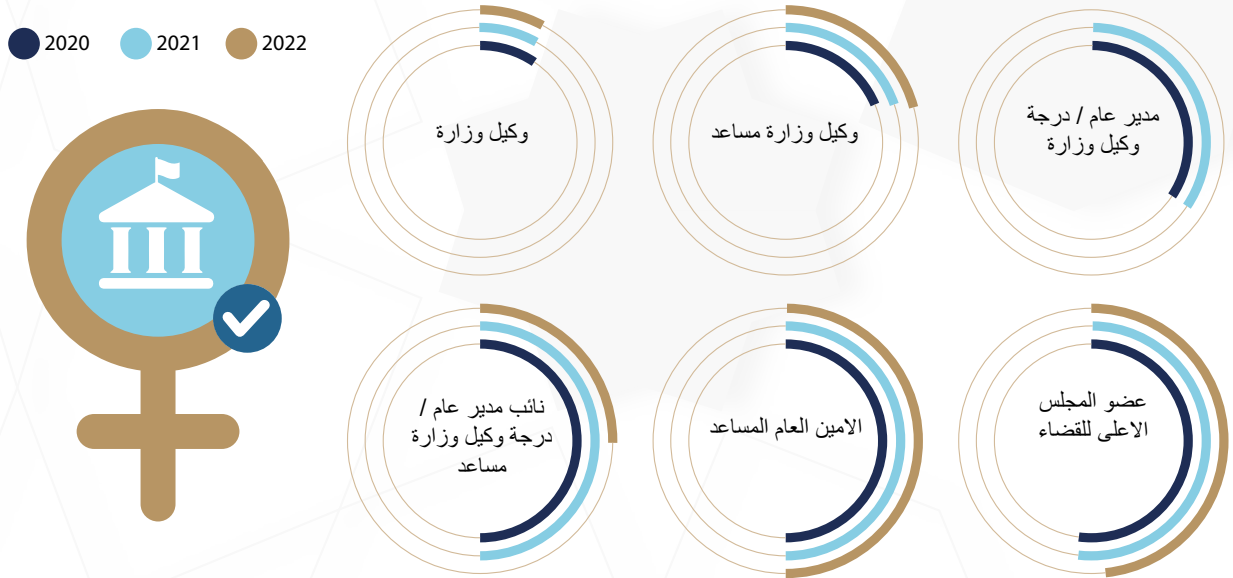 2020
2021
2022
وكيل وزارة
وكيل وزارة مساعد
مدير عام / درجة
وكيل وزارة
نائب مدير عام /
درجة وكيل وزارة
مساعد
الامين العام المساعد
عضو المجلس
الاعلى للقضاء